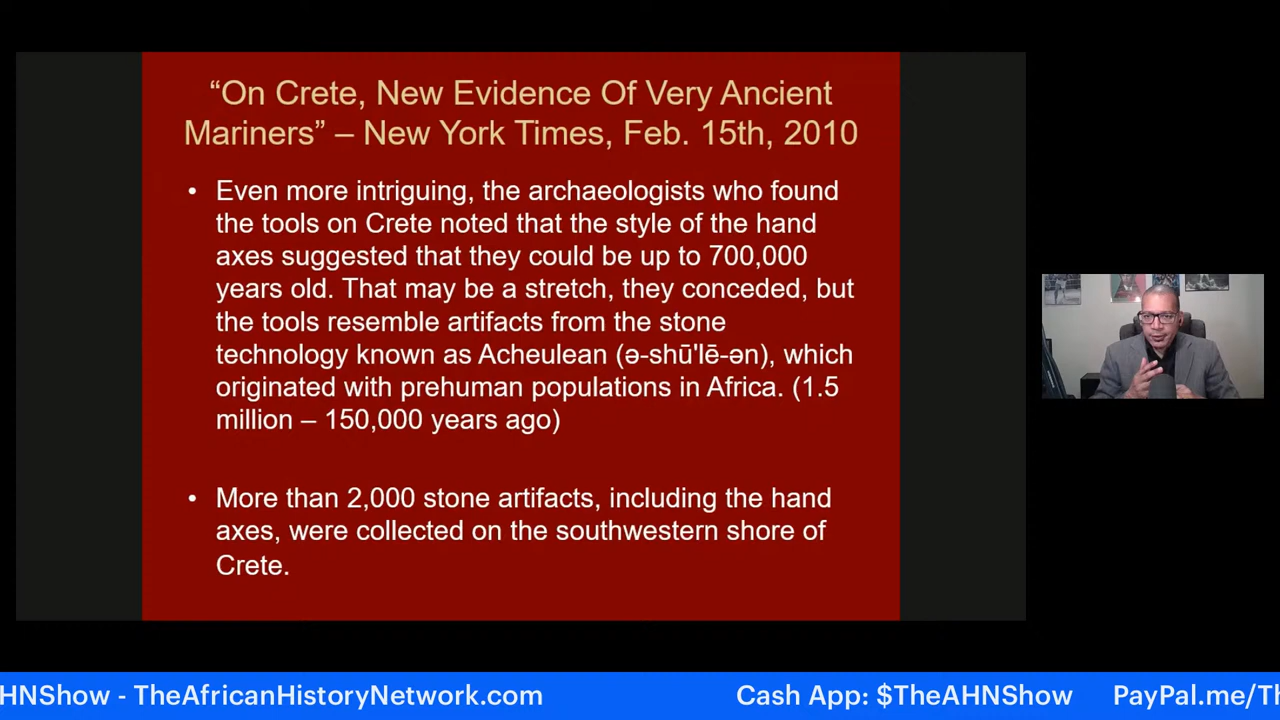 “On Crete, New Evidence Of Very Ancient
Mariners” – New York Times, Feb. 15th, 2010
• Even more intriguing, the archaeologists who found
the tools on Crete noted that the style of the hand
axes suggested that they could be up to 700,000
years old. That may be a stretch, they conceded, but
the tools resemble artifacts from the stone
technology known as Acheulean (ə-shū'lē-ən), which
originated with prehuman populations in Africa. (1.5
million – 150,000 years ago)
• More than 2,000 stone artifacts, including the hand
axes, were collected on the southwestern shore of
Crete.
HNShow - TheAfricanHistoryNetwork.com Cash App: $TheAHNShow PayPal.me/Th